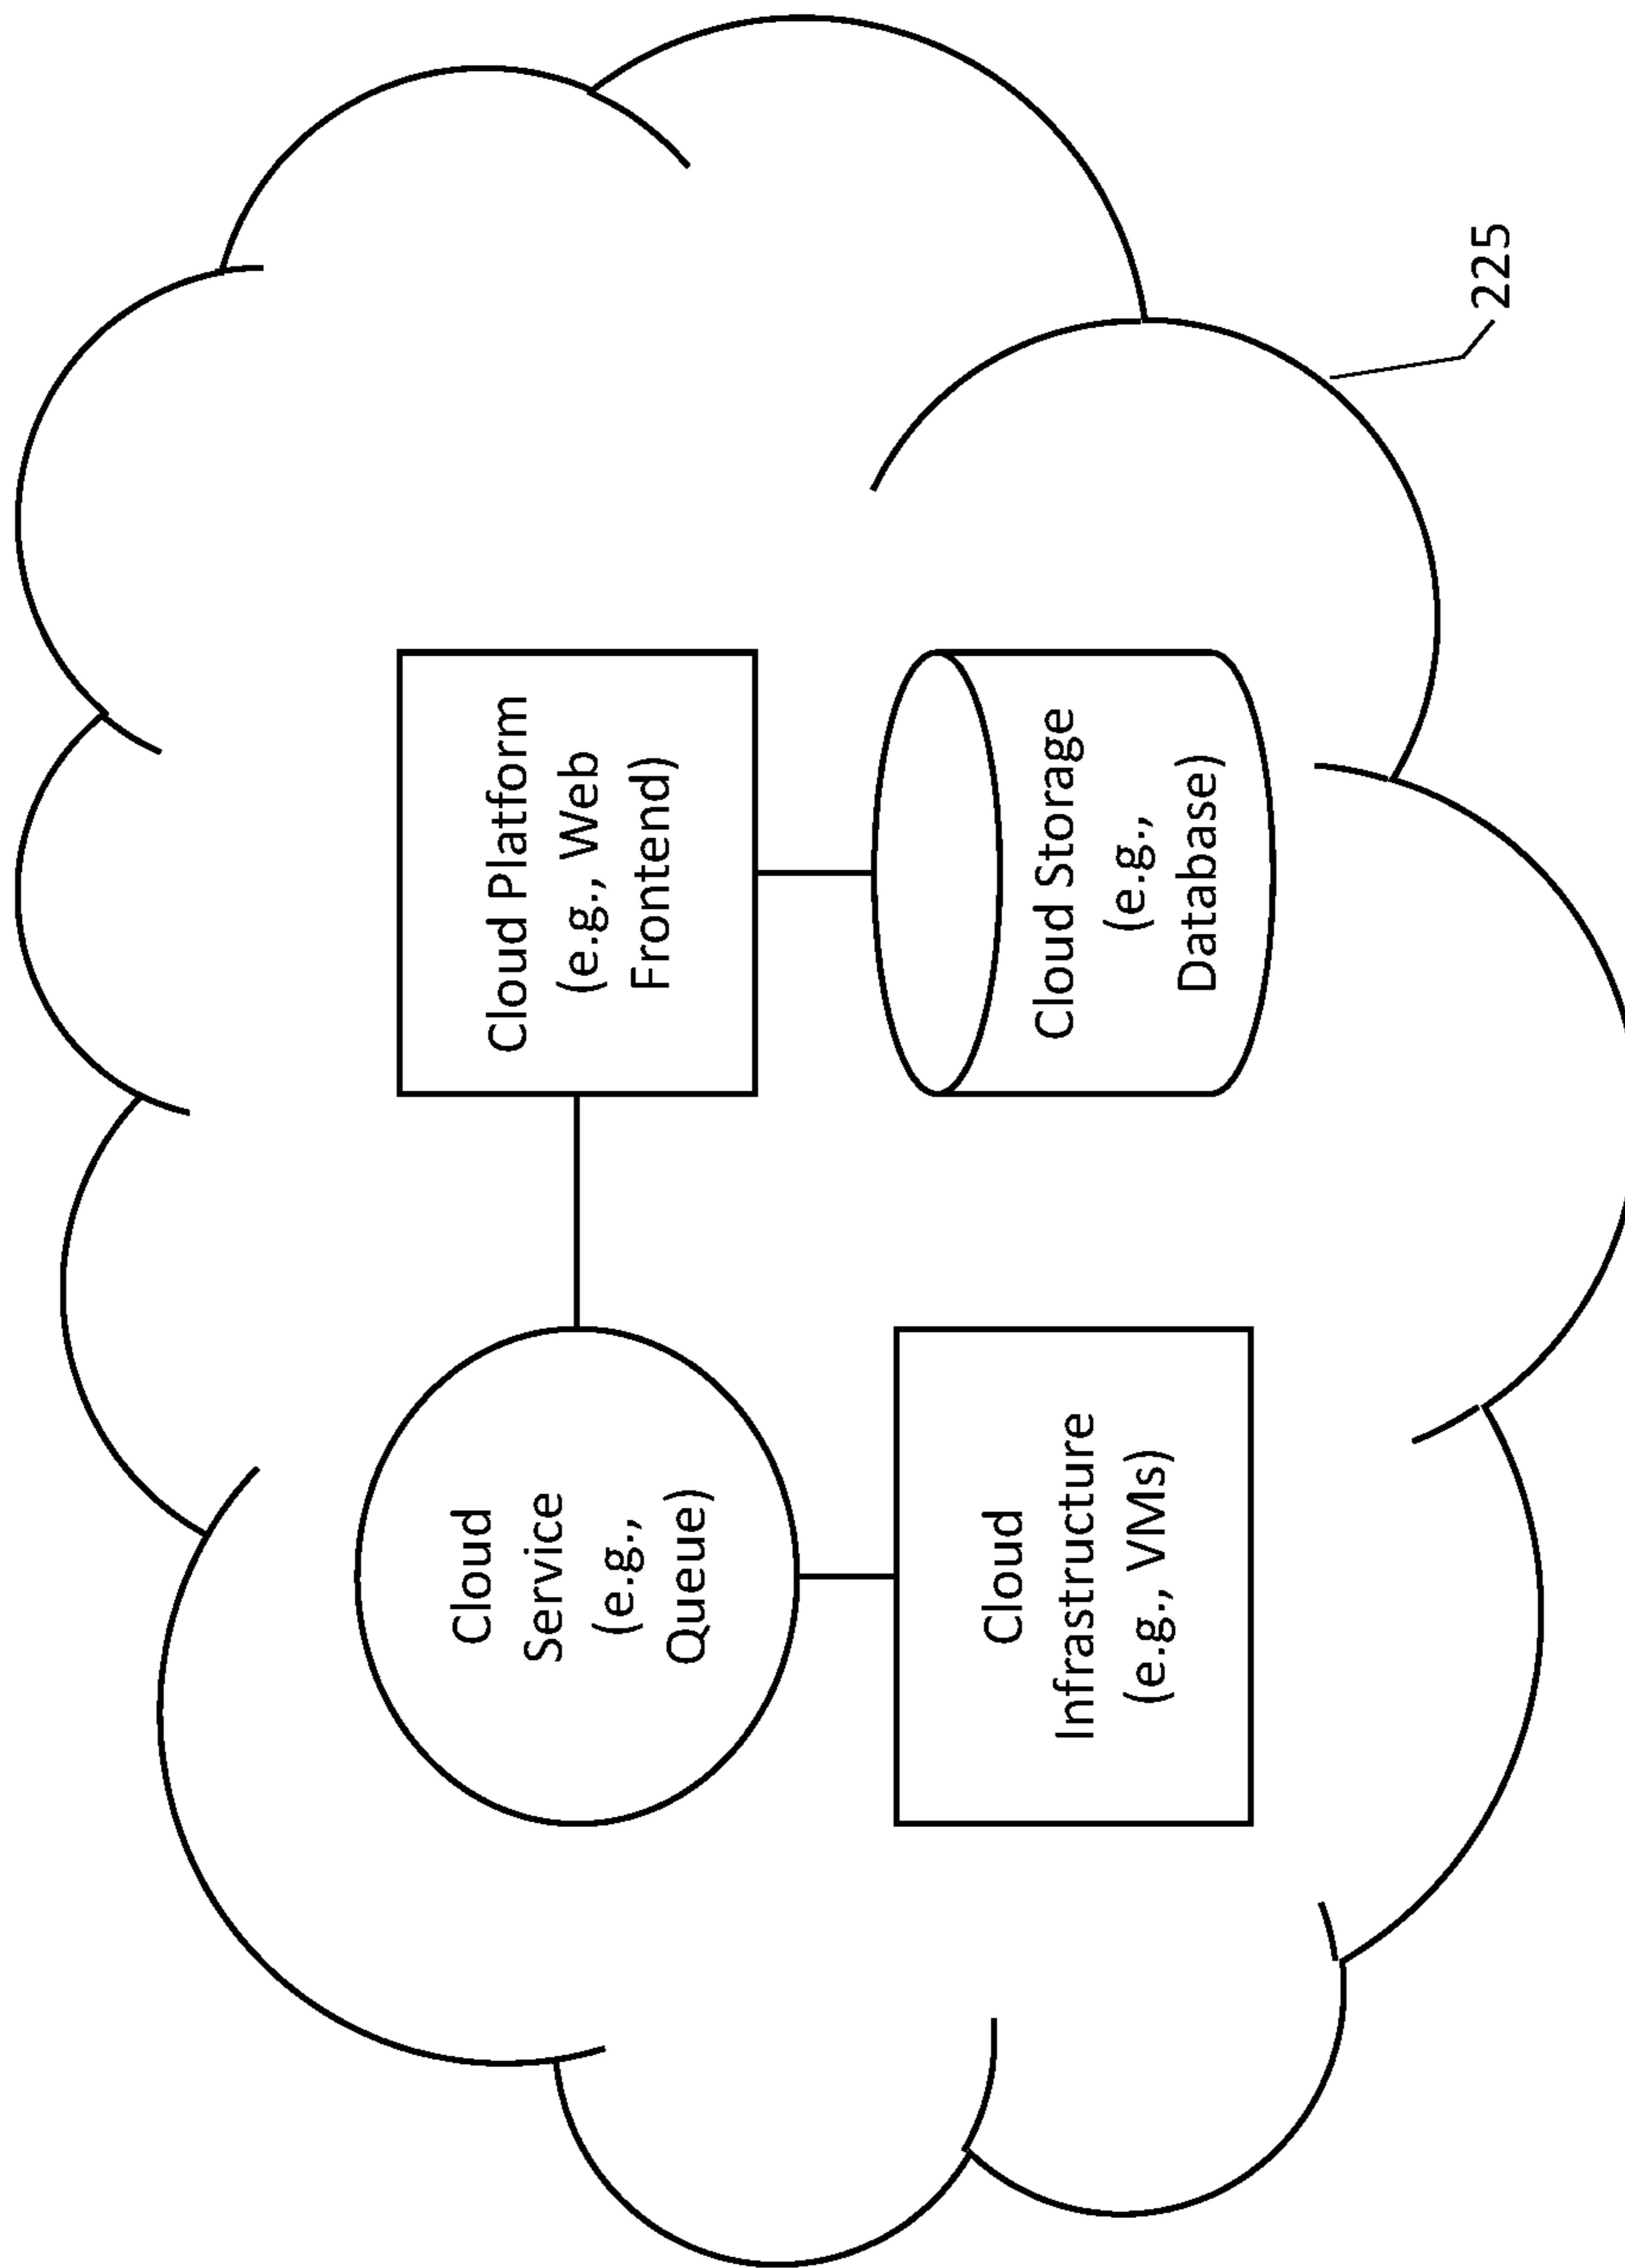 Cloud
Service
(e.g.,
Queue)
Cloud Platform
(e.g., Web
Frontend)
Cloud
Infrastructure
(e.g., VMs)
Cloud Storage
(e.g.,
Database)
225